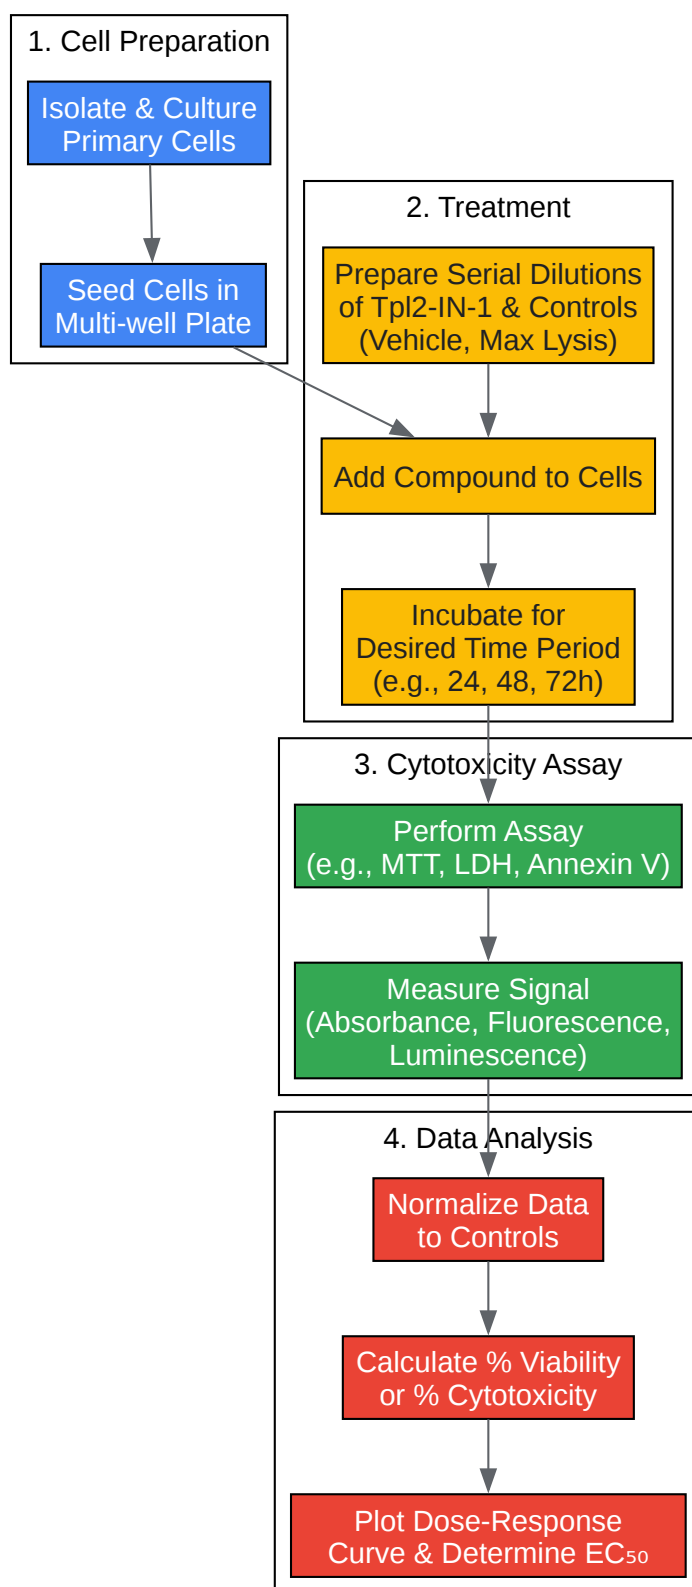 1. Cell Preparation
Isolate & Culture
Primary Cells
Seed Cells in
Multi-well Plate
2. Treatment
Prepare Serial Dilutions
of Tpl2-IN-1 & Controls
(Vehicle, Max Lysis)
Add Compound to Cells
Incubate for
Desired Time Period
(e.g., 24, 48, 72h)
3. Cytotoxicity Assay
Perform Assay
(e.g., MTT, LDH, Annexin V)
Measure Signal
(Absorbance, Fluorescence,
Luminescence)
4. Data Analysis
Normalize Data
to Controls
Calculate % Viability
or % Cytotoxicity
Plot Dose-Response
Curve & Determine EC₅₀